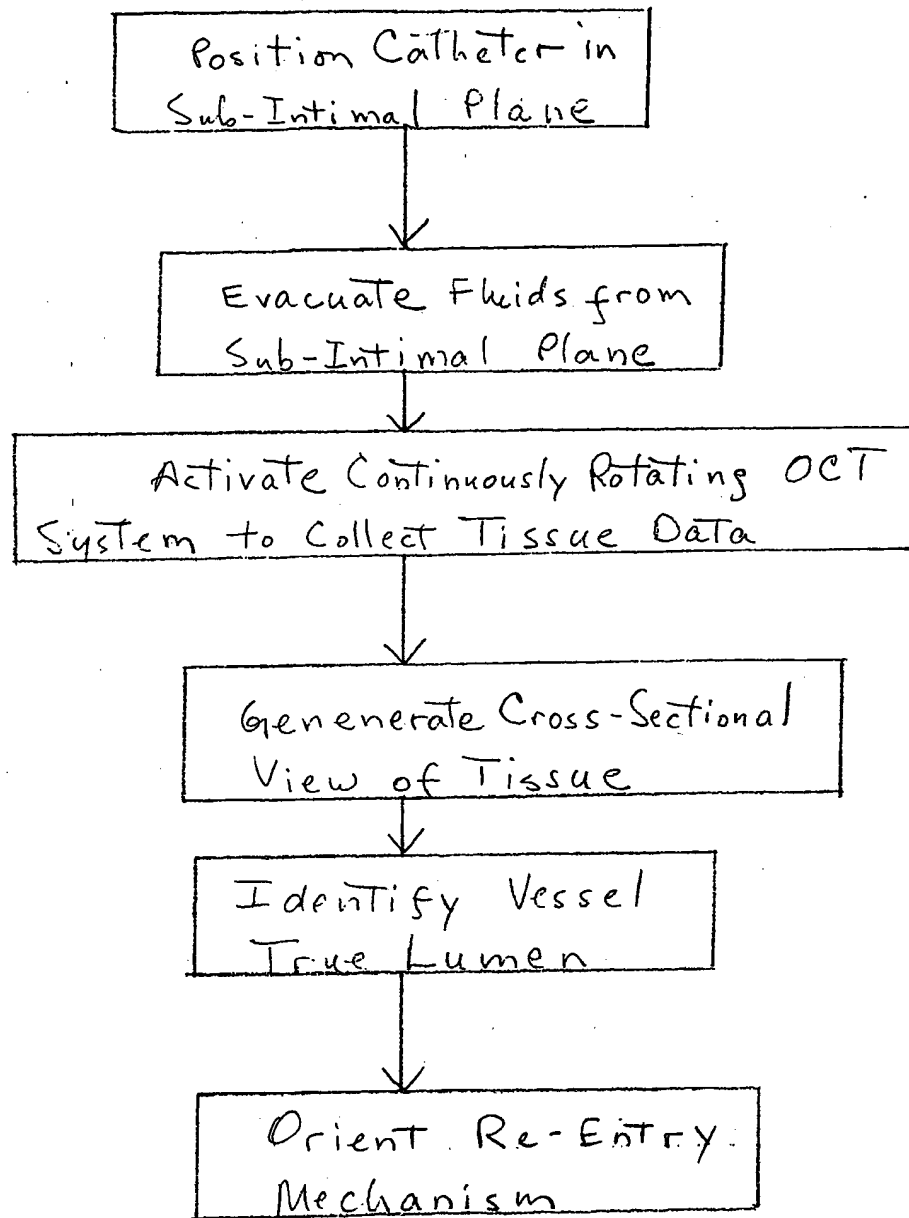 Position Catheter in
Sub-Intimal Plane
Evacuate Fluids from
Sub-Intimal Plane
Activate Continuously Rotating OCT
System to Collect Tissue Data
Genenerate Cross-Sectional
View of Tissue
Identify Vessel
True Lumen
Orient Re-Entry
Mechanism